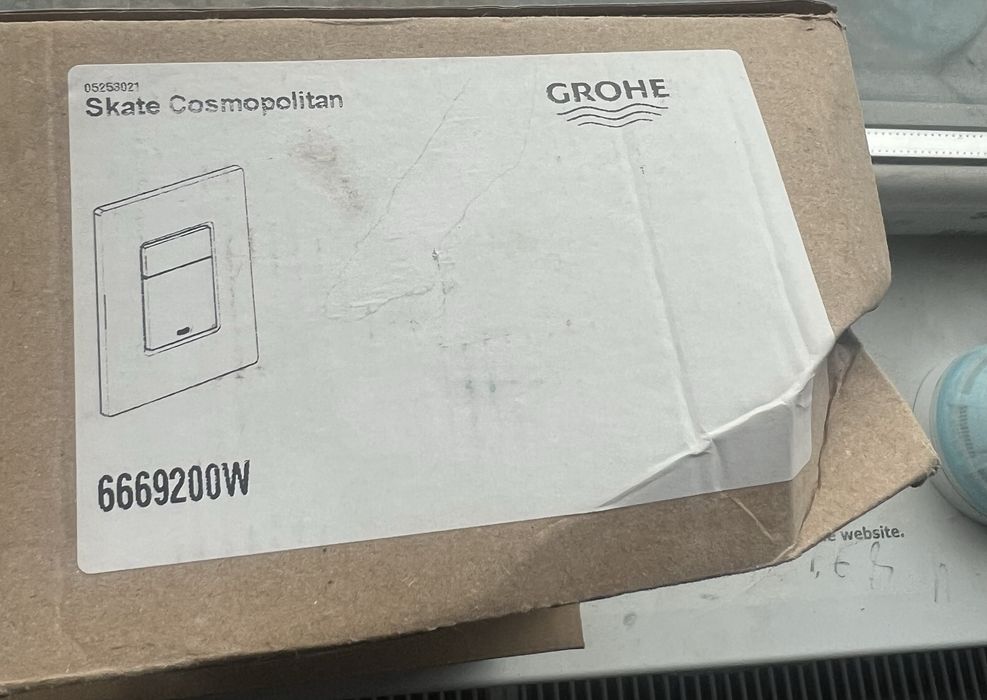 05253021
Skate Cosmopolitan
GROHE
6669200W
website.